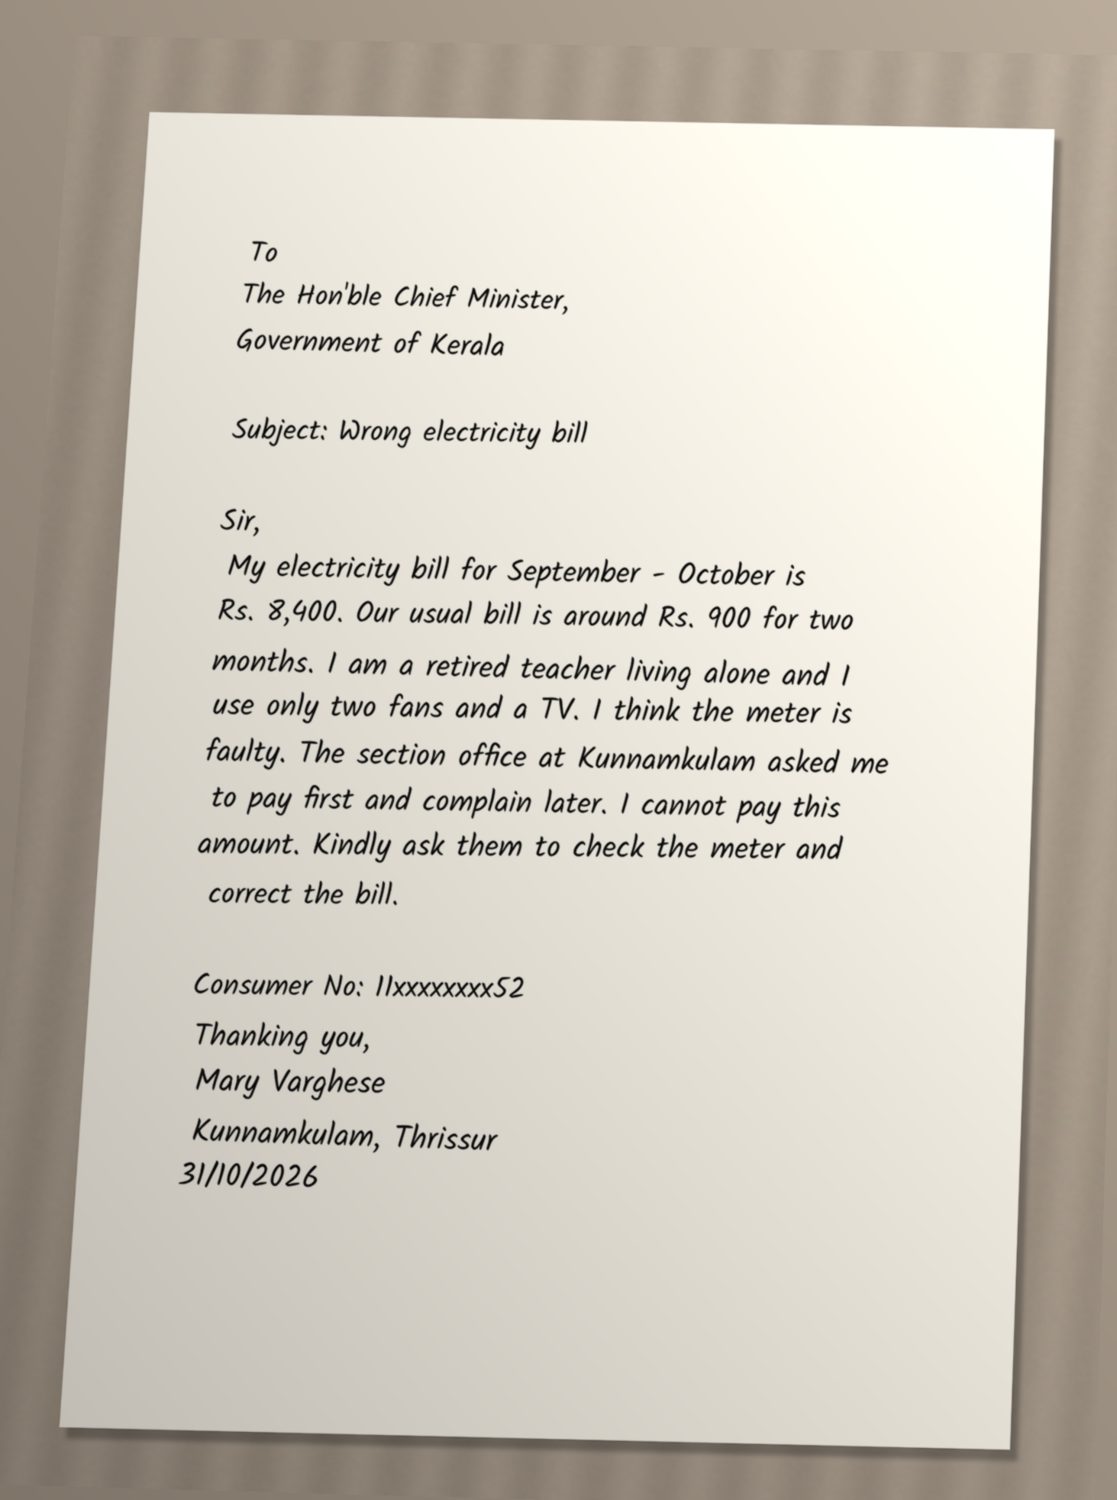 To
The Hon'ble Chief Minister,
Government of Kerala
Subject: Wrong electricity bill
Sir,
My electricity bill for September - October is
Rs. 8,400. Our usual bill is around Rs. 900 for two
months. I am a retired teacher living alone and I
use only two fans and a TV. I think the meter is
faulty. The section office at Kunnamkulam asked me
to pay first and complain later. I cannot pay this
amount. Kindly ask them to check the meter and
correct the bill.
Consumer No: 11xxxxxxxx52
Thanking you,
Mary Varghese
Kunnamkulam, Thrissur
31/10/2026